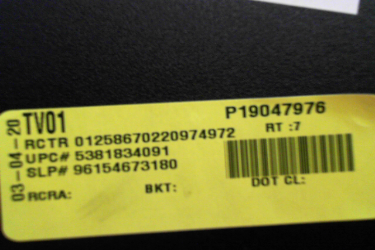 03-04-20
TV01
P19047976
RCTR 01258670220974972
RT :7
UPC# 5381834091
SLP# 96154673180
RCRA: BKT: DOT CL: